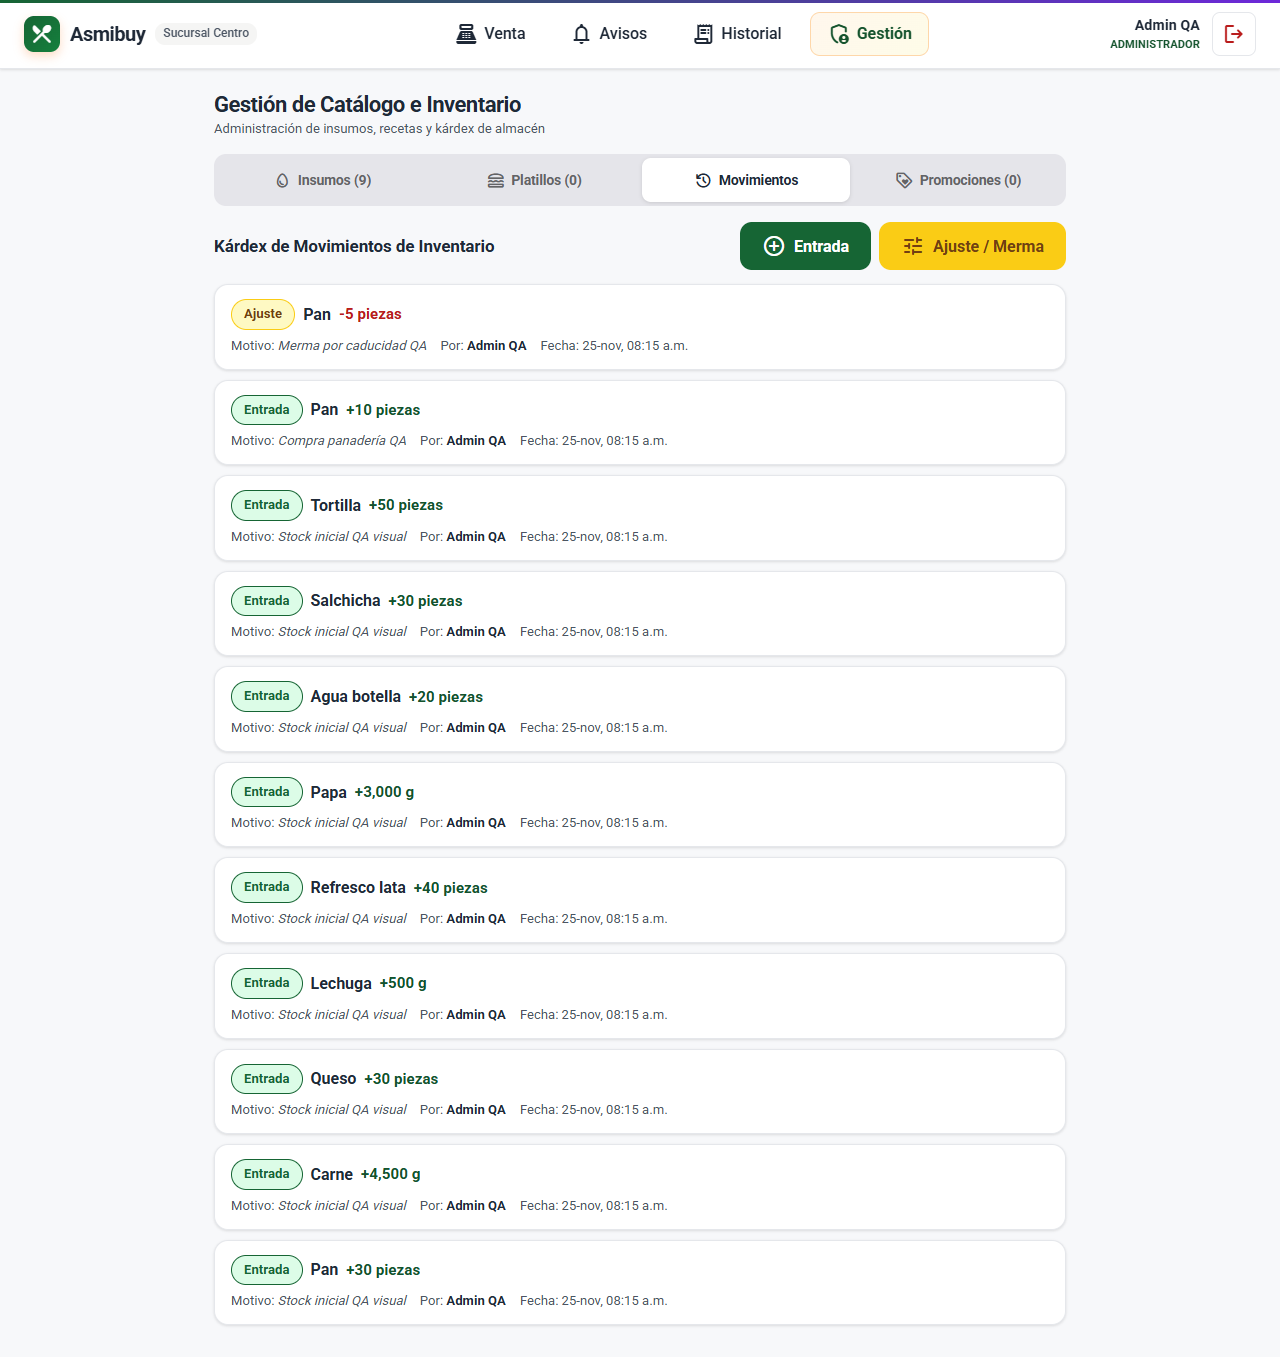 Asmibuy Sucursal Centro Venta Avisos Historial Gestión Admin QA
ADMINISTRADOR
Gestión de Catálogo e Inventario
Administración de insumos, recetas y kárdex de almacén
Insumos (9) Platillos (0) Movimientos Promociones (0)
Kárdex de Movimientos de Inventario Entrada Ajuste / Merma
Ajuste Pan -5 piezas
Motivo: Merma por caducidad QA Por: Admin QA Fecha: 25-nov, 08:15 a.m.
Entrada Pan +10 piezas
Motivo: Compra panadería QA Por: Admin QA Fecha: 25-nov, 08:15 a.m.
Entrada Tortilla +50 piezas
Motivo: Stock inicial QA visual Por: Admin QA Fecha: 25-nov, 08:15 a.m.
Entrada Salchicha +30 piezas
Motivo: Stock inicial QA visual Por: Admin QA Fecha: 25-nov, 08:15 a.m.
Entrada Agua botella +20 piezas
Motivo: Stock inicial QA visual Por: Admin QA Fecha: 25-nov, 08:15 a.m.
Entrada Papa +3,000 g
Motivo: Stock inicial QA visual Por: Admin QA Fecha: 25-nov, 08:15 a.m.
Entrada Refresco lata +40 piezas
Motivo: Stock inicial QA visual Por: Admin QA Fecha: 25-nov, 08:15 a.m.
Entrada Lechuga +500 g
Motivo: Stock inicial QA visual Por: Admin QA Fecha: 25-nov, 08:15 a.m.
Entrada Queso +30 piezas
Motivo: Stock inicial QA visual Por: Admin QA Fecha: 25-nov, 08:15 a.m.
Entrada Carne +4,500 g
Motivo: Stock inicial QA visual Por: Admin QA Fecha: 25-nov, 08:15 a.m.
Entrada Pan +30 piezas
Motivo: Stock inicial QA visual Por: Admin QA Fecha: 25-nov, 08:15 a.m.